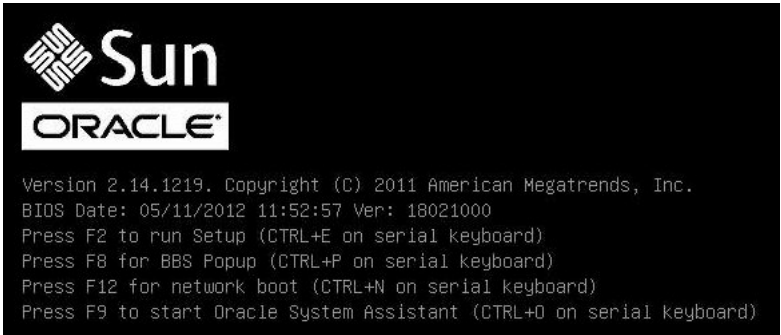 Sun
ORACLE
Version 2.14.1219. Copyright (C) 2011 American Megatrends, Inc.
BIOS Date: 05/11/2012 11:52:57 Ver: 18021000
Press F2 to run Setup (CTRL+E on serial keyboard)
Press F8 for BBS Popup (CTRL+P on serial keyboard)
Press F12 for network boot (CTRL+N on serial keyboard)
Press F9 to start Oracle System Assistant (CTRL+O on serial keyboard)